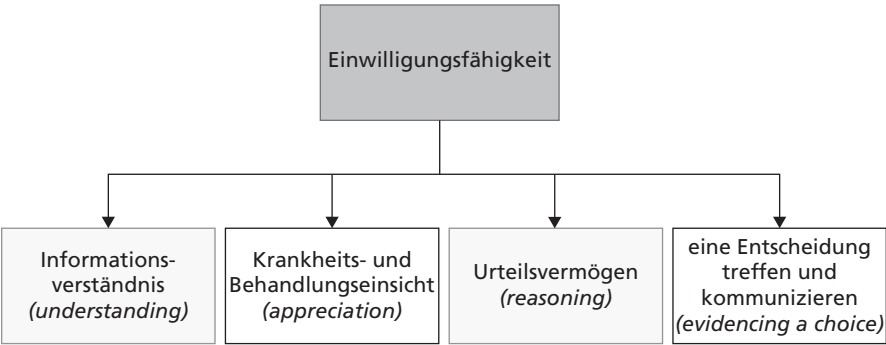 Einwilligungsfähigkeit
Informations-
verständnis
(understanding)
Krankheits- und
Behandlungseinsicht
(appreciation)
Urteilsvermögen
(reasoning)
eine Entscheidung
treffen und
kommunizieren
(evidencing a choice)